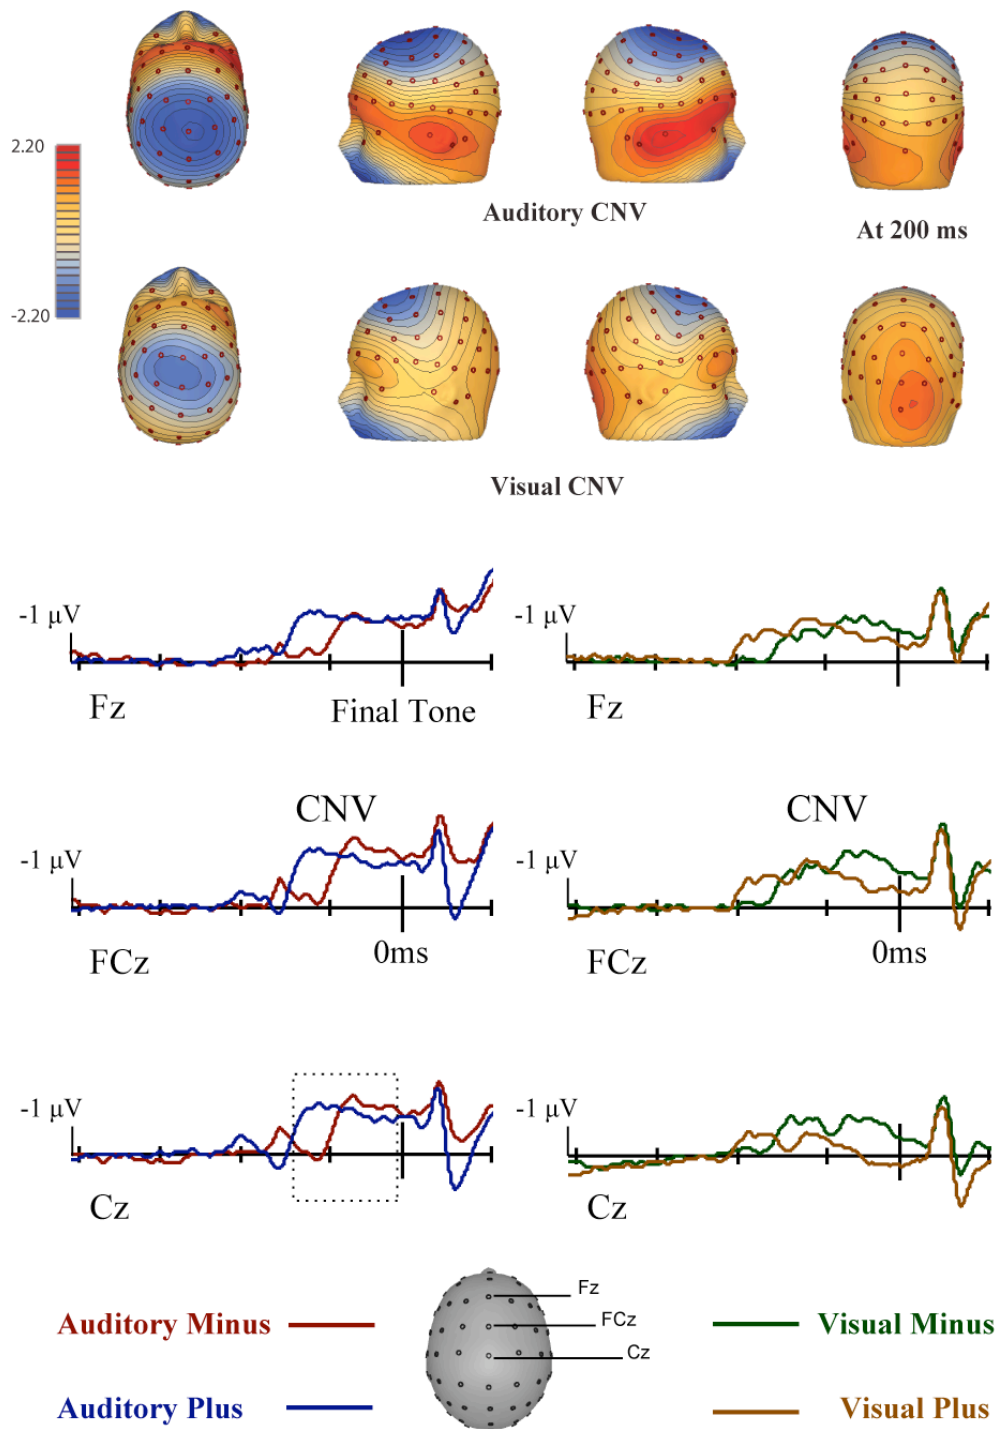 2.20
-2.20
Auditory CNV
At 200 ms
Visual CNV
-1 µV
-1 µV
Fz
Final Tone
Fz
CNV
CNV
-1 µV
-1 µV
FCz
0ms
FCz
0ms
-1 µV
-1 µV
Cz
Cz
Fz
FCz
Cz
Auditory Minus
Visual Minus
Auditory Plus
Visual Plus